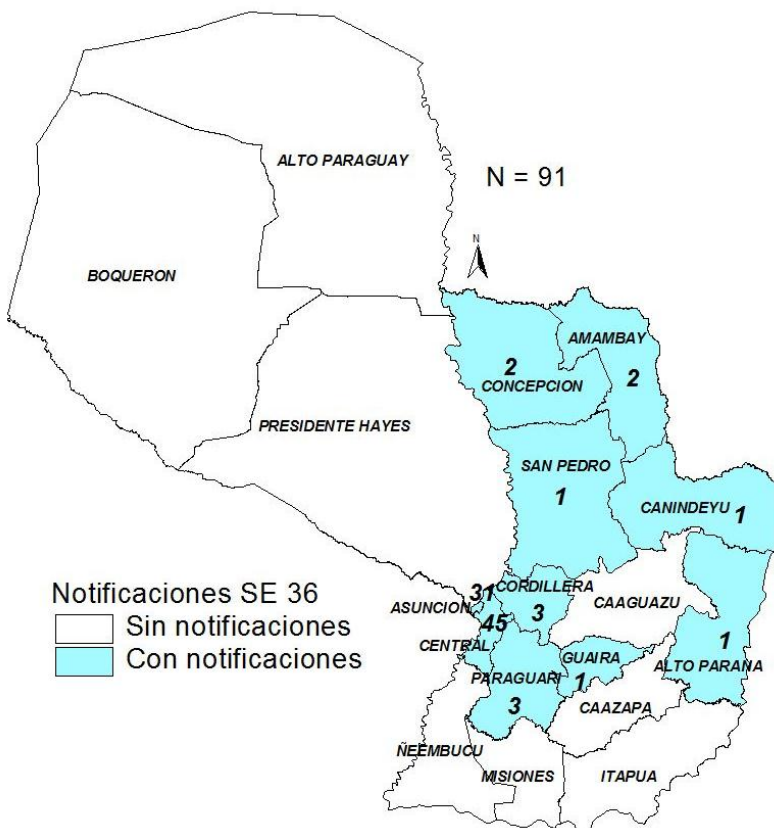 ALTO PARAGUAY
N = 91
N
BOQUERON
AMAMBAY
2
2
CONCEPCION
PRESIDENTE HAYES
SAN PEDRO
1
CANINDEYU 1
Notificaciones SE 36
Sin notificaciones
Con notificaciones
31
CORDILLERA
ASUNCION
3
CAAGUAZU
45
CENTRAL
GUAIRA
1
1
ALTO PARANA
PARAGUARI
3
CAAZAPA
ÑEEMBUCU
MISIONES
ITAPUA